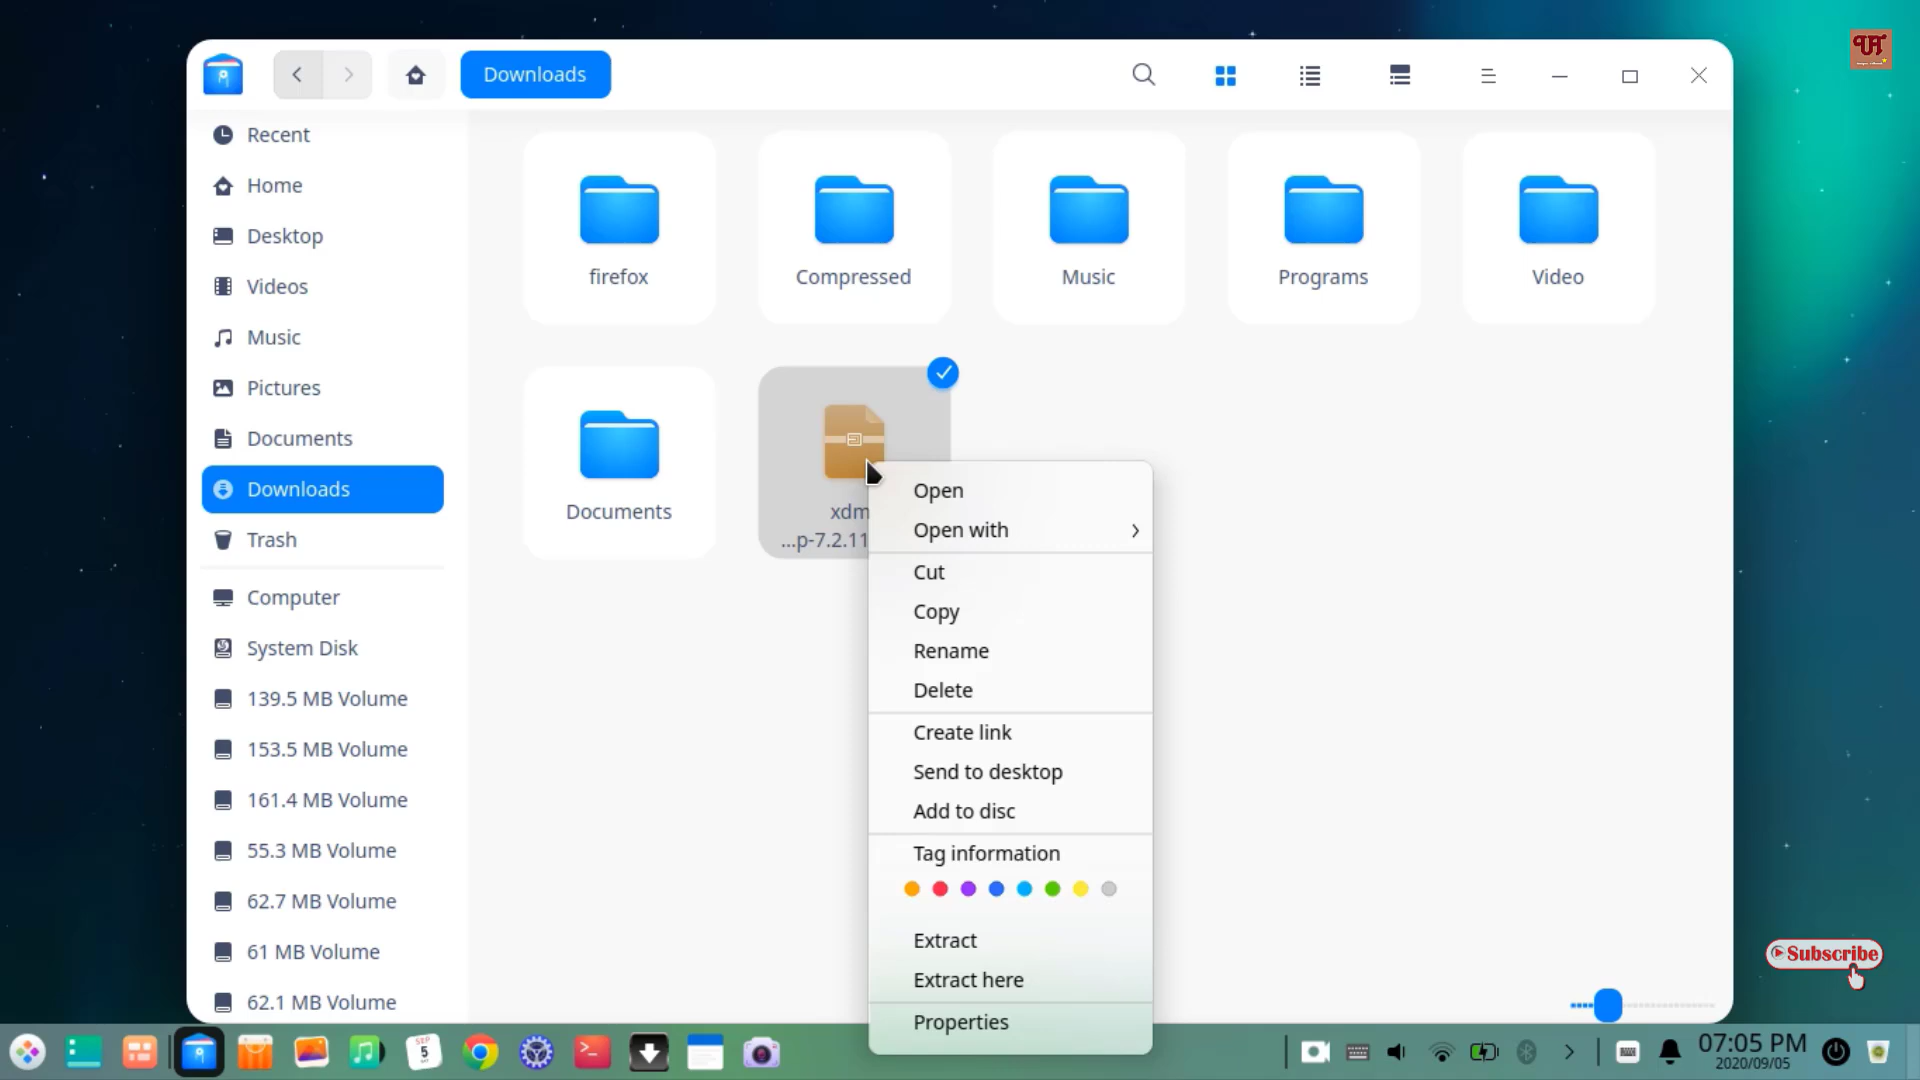 Downloads
Recent
Home
Desktop
Videos
Music
Pictures
Documents
Downloads
Trash
Computer
System Disk
139.5 MB Volume
153.5 MB Volume
161.4 MB Volume
55.3 MB Volume
62.7 MB Volume
61 MB Volume
62.1 MB Volume
firefox
Compressed
Music
Programs
Video
Documents
xdm
...p-7.2.11
Open
Open with
Cut
Copy
Rename
Delete
Create link
Send to desktop
Add to disc
Tag information
Extract
Extract here
Properties
Subscribe
SEP
5
07:05 PM
2020/09/05